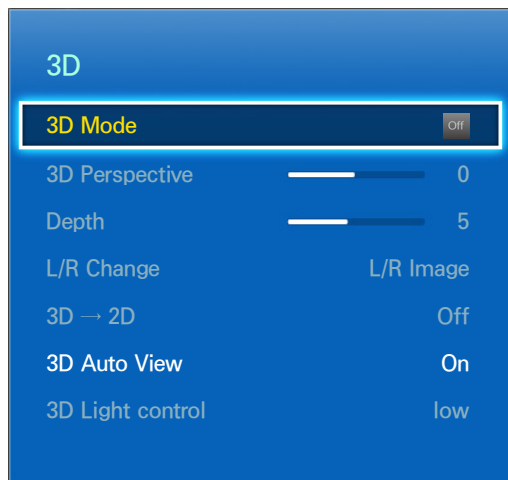 3D
3D Mode Off
3D Perspective 0
Depth 5
L/R Change L/R Image
3D → 2D Off
3D Auto View On
3D Light control low